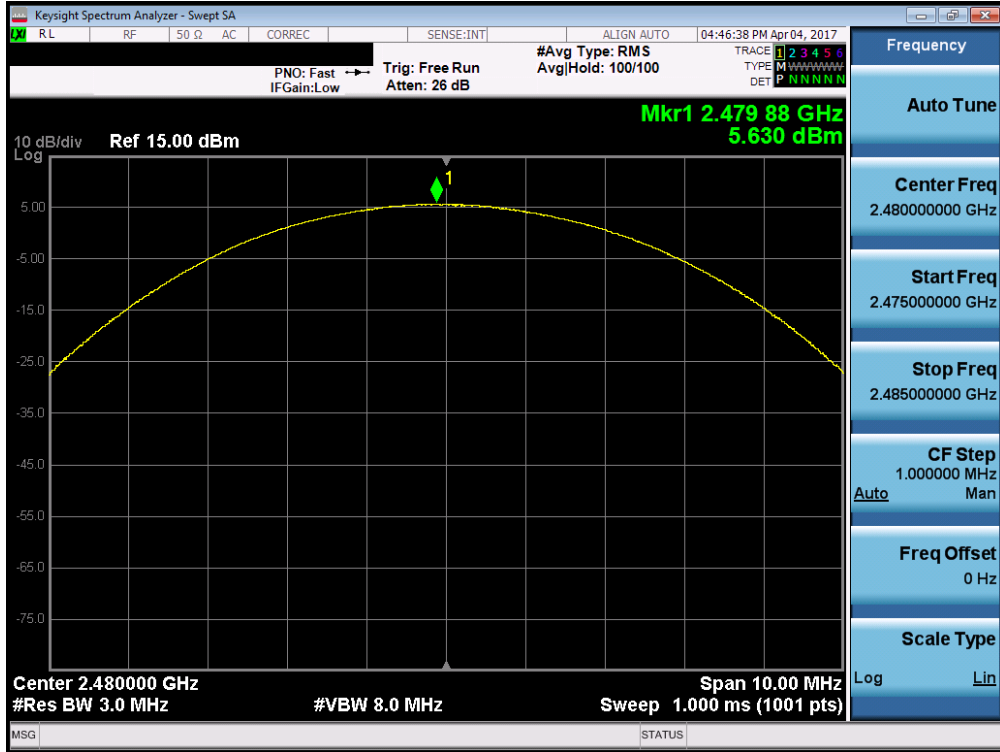 Keysight Spectrum Analyzer - Swept SA
LXI RL RF 50 Ω AC CORREC SENSE:INT ALIGN AUTO 04:46:38 PM Apr 04, 2017
PNO: Fast
IFGain:Low
Trig: Free Run
Atten: 26 dB
#Avg Type: RMS
Avg|Hold: 100/100
TRACE 1 2 3 4 5 6
TYPE M WWWWW
DET P N N N N N
Mkr1 2.479 88 GHz
5.630 dBm
10 dB/div Ref 15.00 dBm
Log
1
5.00
-5.00
-15.0
-25.0
-35.0
-45.0
-55.0
-65.0
-75.0
Center 2.480000 GHz Span 10.00 MHz
#Res BW 3.0 MHz #VBW 8.0 MHz Sweep 1.000 ms (1001 pts)
MSG STATUS
Frequency
Auto Tune
Center Freq
2.480000000 GHz
Start Freq
2.475000000 GHz
Stop Freq
2.485000000 GHz
CF Step
1.000000 MHz
Auto Man
Freq Offset
0 Hz
Scale Type
Log Lin